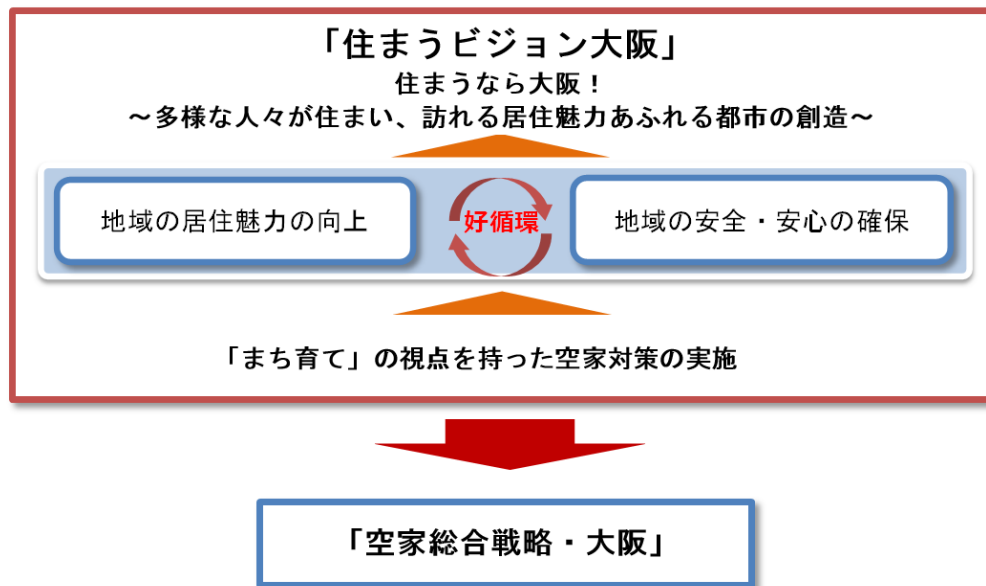 「住まうビジョン大阪」
住まうなら大阪！
～多様な人々が住まい、訪れる居住魅力あふれる都市の創造～
地域の居住魅力の向上
好循環
地域の安全・安心の確保
「まち育て」の視点を持った空家対策の実施
「空家総合戦略・大阪」